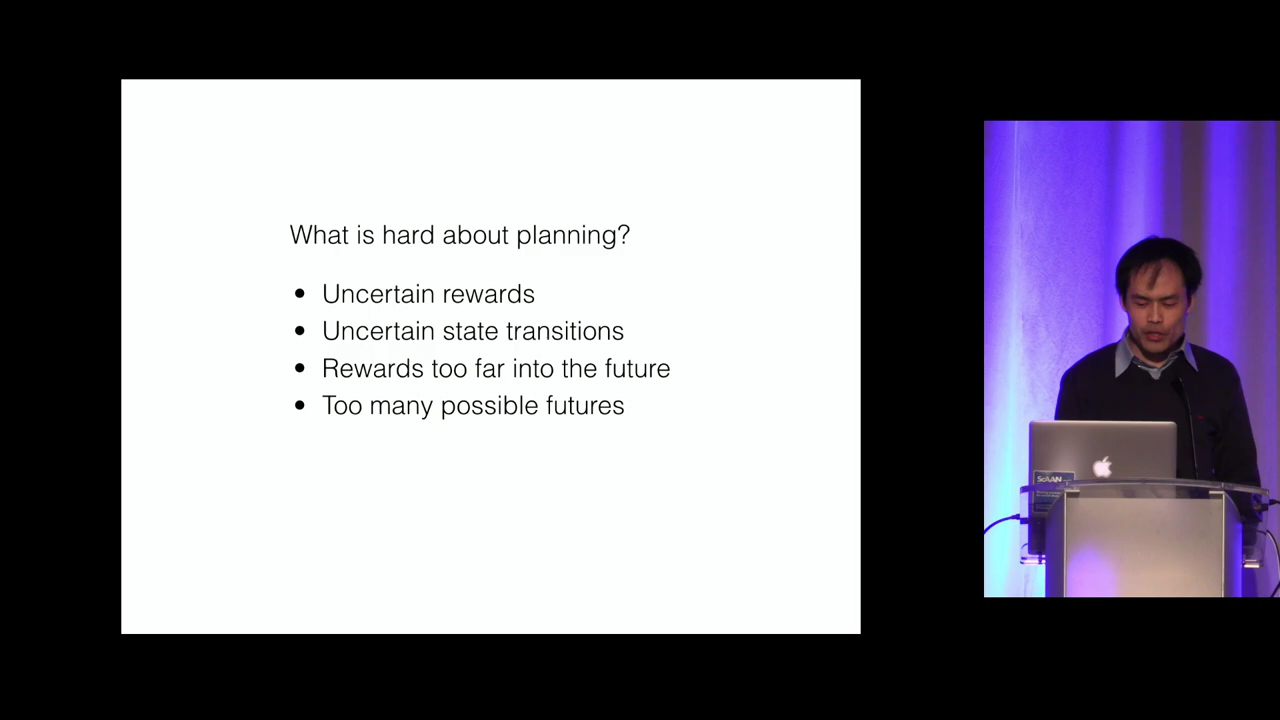 What is hard about planning?
• Uncertain rewards
• Uncertain state transitions
• Rewards too far into the future
• Too many possible futures